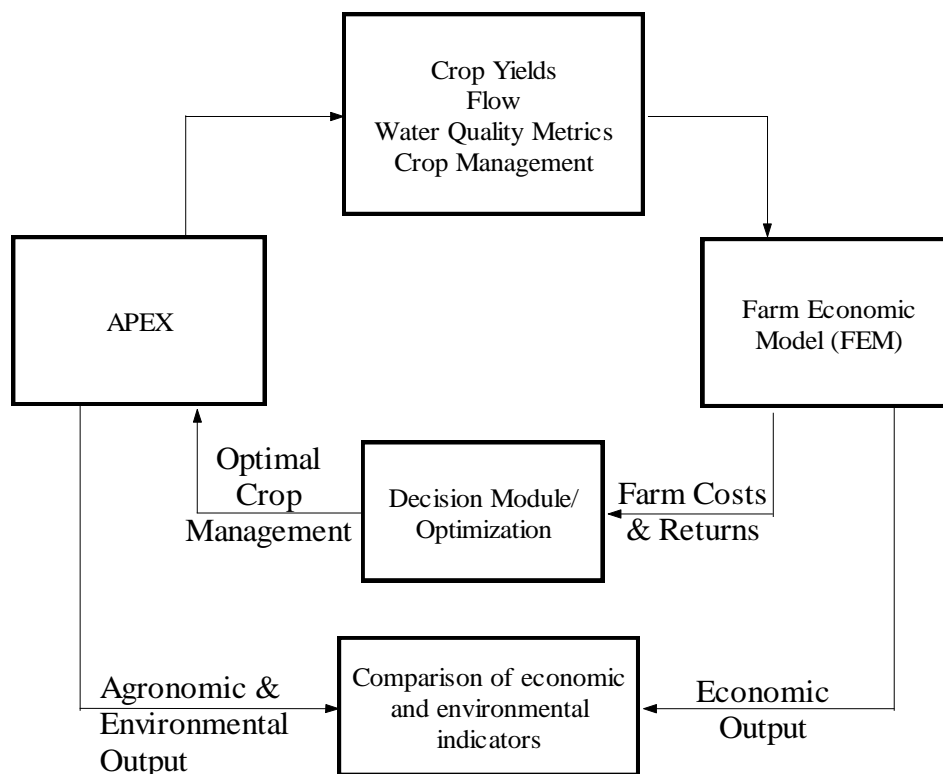 Crop Yields
Flow
Water Quality Metrics
Crop Management
APEX
Farm Economic
Model (FEM)
Optimal
Crop
Management
Decision Module/
Optimization
Farm Costs
& Returns
Agronomic &
Environmental
Output
Comparison of economic
and environmental
indicators
Economic
Output